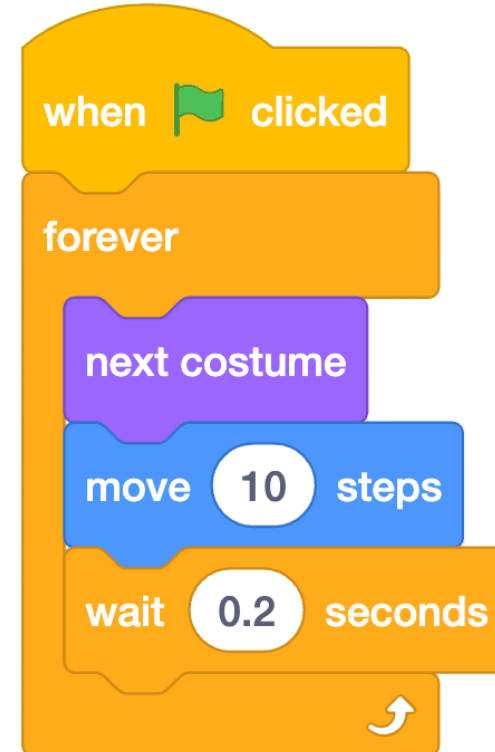 when clicked
forever
next costume
move 10 steps
wait 0.2 seconds